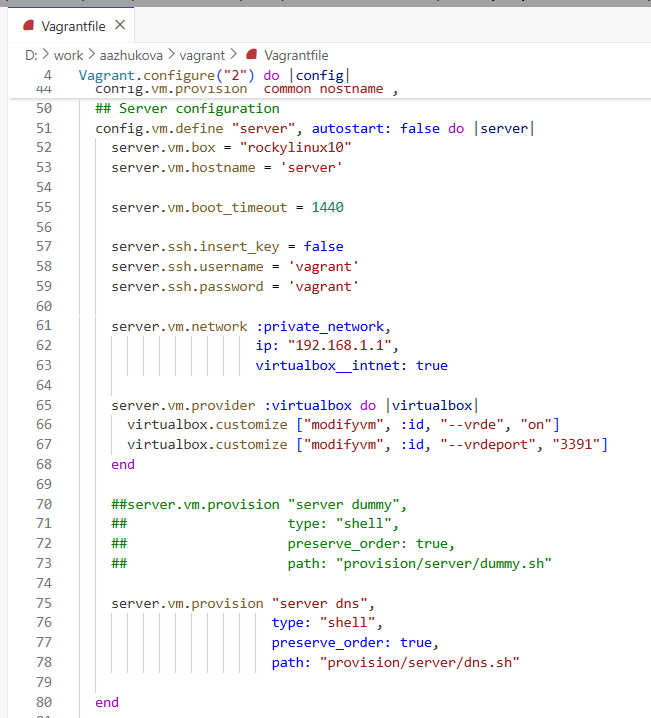 Vagrantfile ×
D: > work > aazhukova > vagrant > Vagrantfile
4 Vagrant.configure("2") do |config|
44 config.vm.provision "common hostname",
50 ## Server configuration
51 config.vm.define "server", autostart: false do |server|
52 server.vm.box = "rockylinux10"
53 server.vm.hostname = 'server'
54
55 server.vm.boot_timeout = 1440
56
57 server.ssh.insert_key = false
58 server.ssh.username = 'vagrant'
59 server.ssh.password = 'vagrant'
60
61 server.vm.network :private_network,
62 ip: "192.168.1.1",
63 virtualbox__intnet: true
64
65 server.vm.provider :virtualbox do |virtualbox|
66 virtualbox.customize ["modifyvm", :id, "--vrde", "on"]
67 virtualbox.customize ["modifyvm", :id, "--vrdeport", "3391"]
68 end
69
70 ##server.vm.provision "server dummy",
71 ## type: "shell",
72 ## preserve_order: true,
73 ## path: "provision/server/dummy.sh"
74
75 server.vm.provision "server dns",
76 type: "shell",
77 preserve_order: true,
78 path: "provision/server/dns.sh"
79
80 end